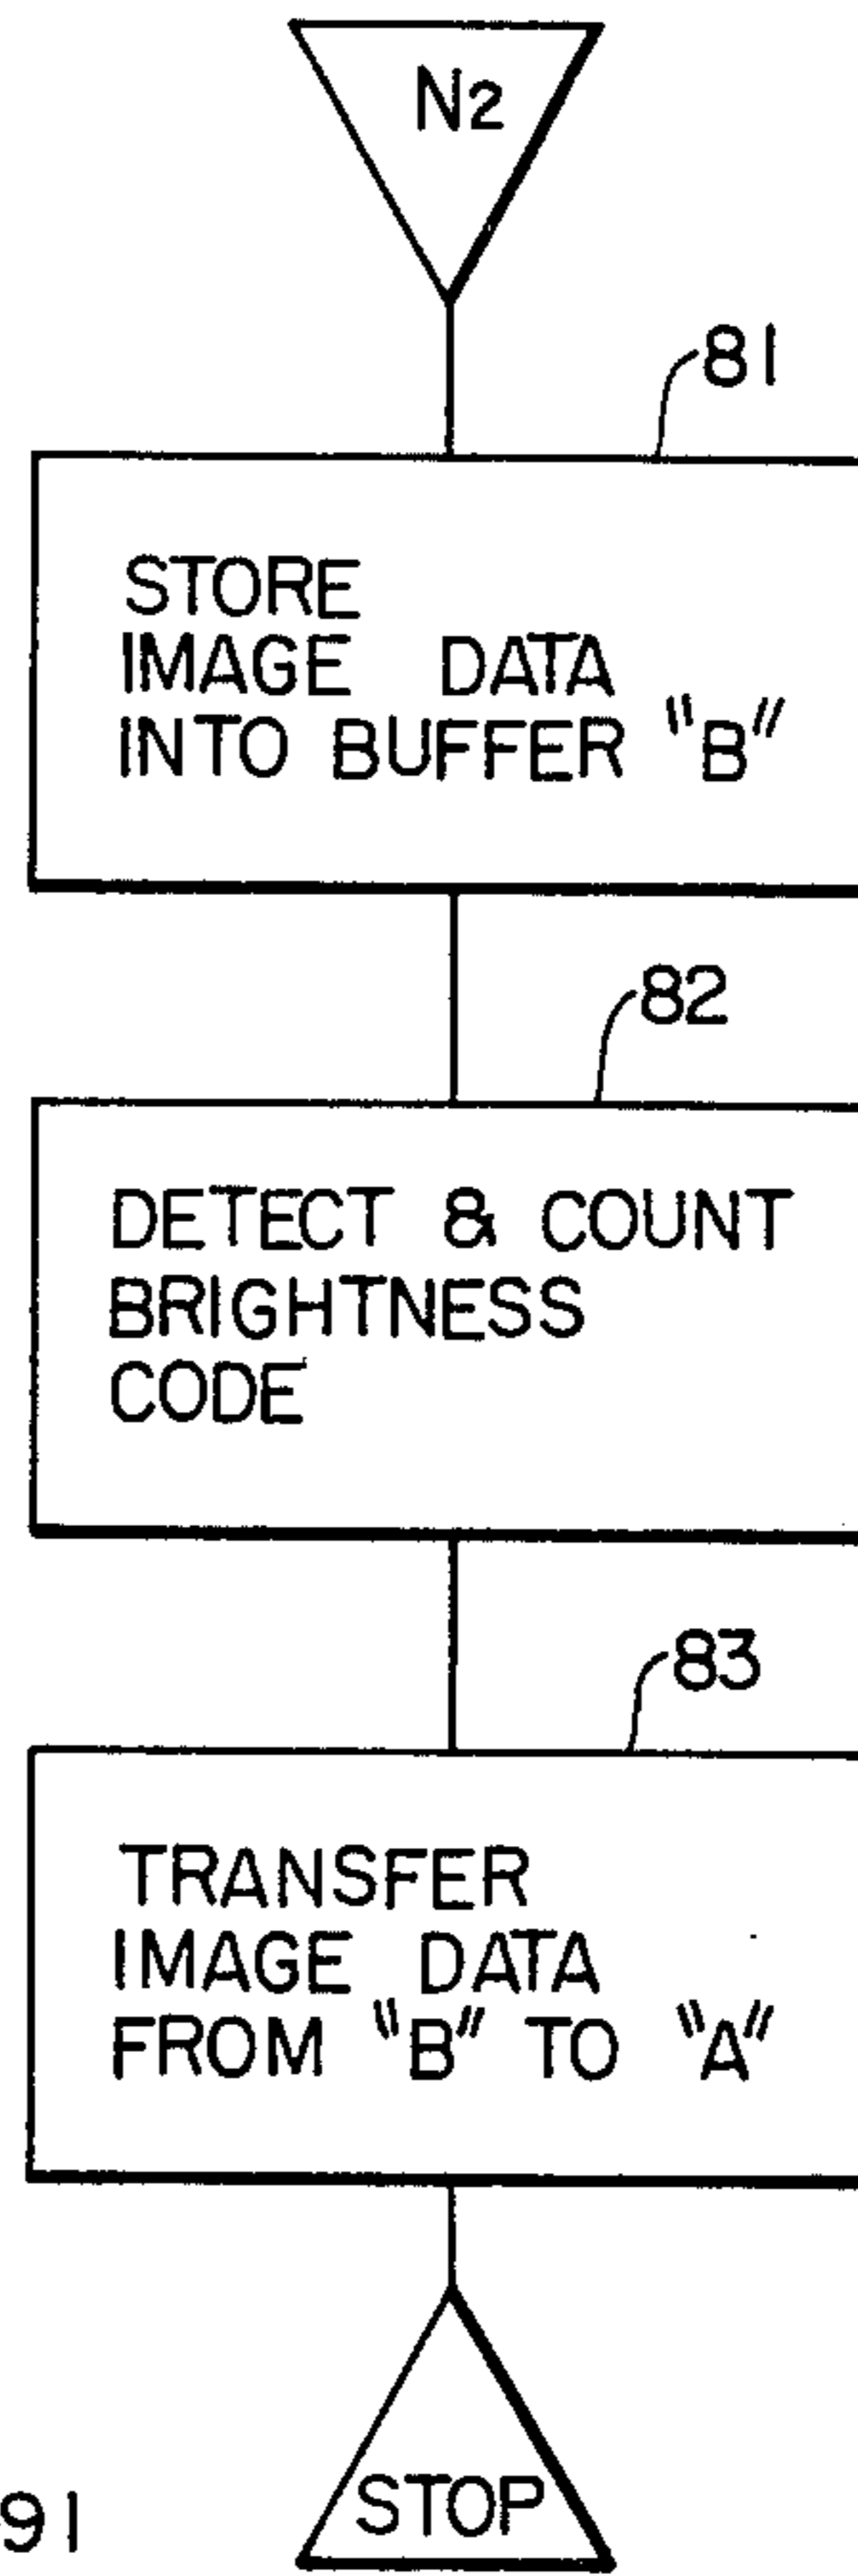 N2
81
STORE
IMAGE DATA
INTO BUFFER "B"
82
DETECT & COUNT
BRIGHTNESS
CODE
83
TRANSFER
IMAGE DATA
FROM "B" TO "A"
STOP
91